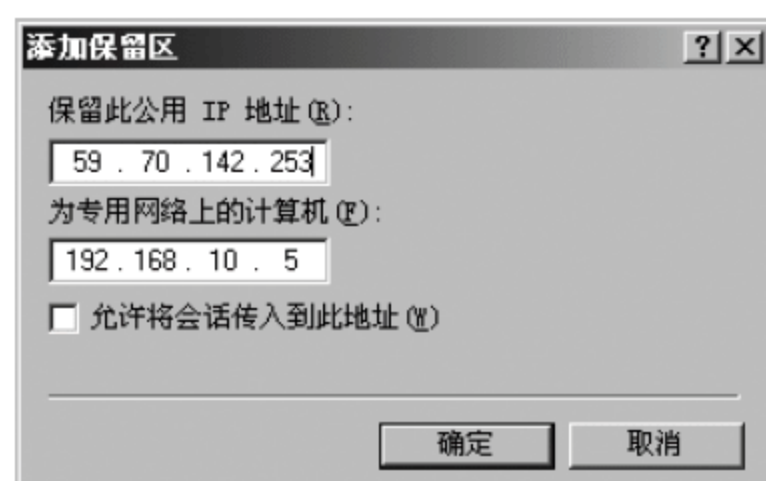 添加保留区
保留此公用 IP 地址(R):
59 . 70 . 142 . 253
为专用网络上的计算机(F):
192 . 168 . 10 . 5
允许将会话传入到此地址(W)
确定 取消